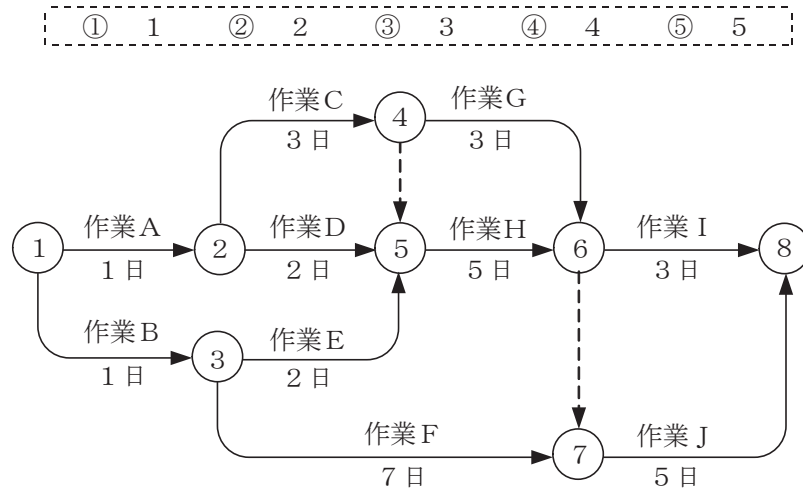 ① 1 ② 2 ③ 3 ④ 4 ⑤ 5
作業C 4 作業G
3日 3日
1 作業A 2 作業D 5 作業H 6 作業I 8
1日 2日 5日 3日
作業B 3 作業E
1日 2日
作業F 7 作業J
7日 5日